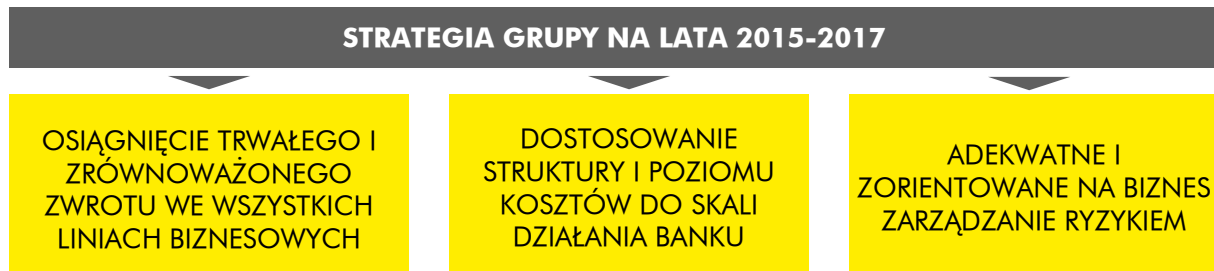 STRATEGIA GRUPY NA LATA 2015-2017
OSIĄGNIĘCIE TRWAŁEGO I
ZRÓWNOWAŻONEGO
ZWROTU WE WSZYSTKICH
LINIACH BIZNESOWYCH
DOSTOSOWANIE
STRUKTURY I POZIOMU
KOSZTÓW DO SKALI
DZIAŁANIA BANKU
ADEKWATNE I
ZORIENTOWANE NA BIZNES
ZARZĄDZANIE RYZYKIEM